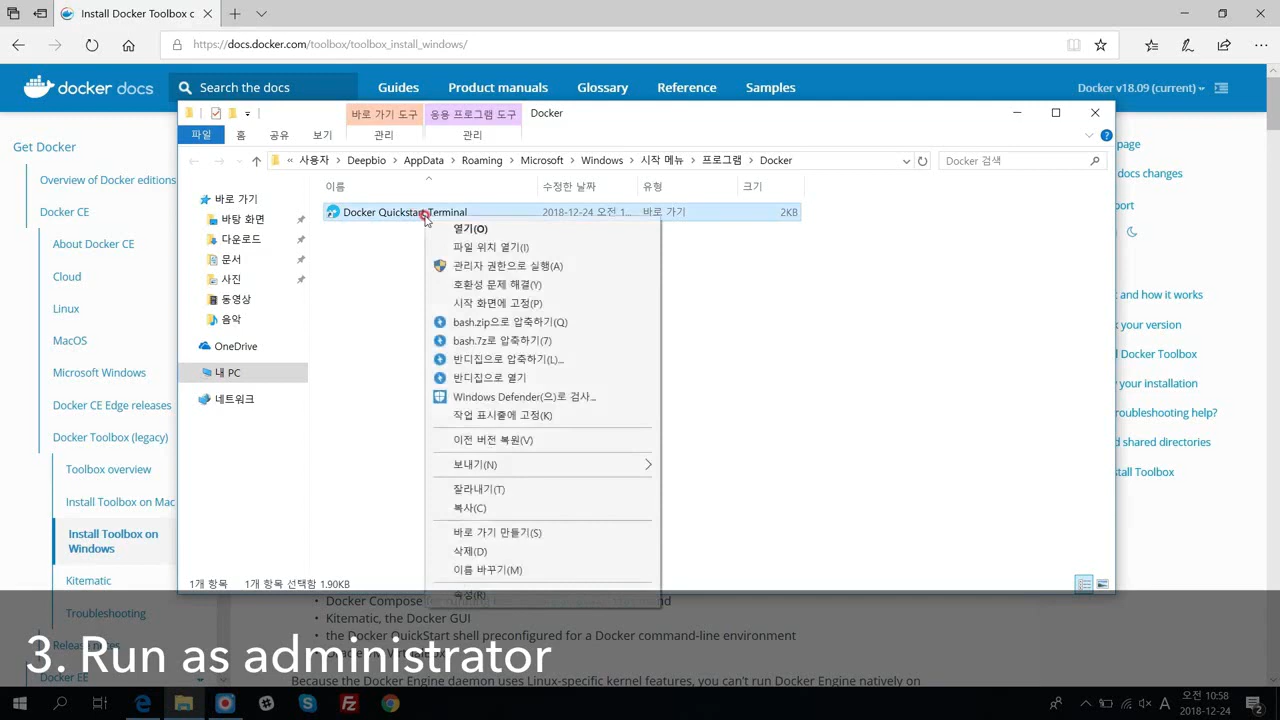 Install Docker Toolbox c
https://docs.docker.com/toolbox/toolbox_install_windows/
docker docs
Search the docs
Guides
Product manuals
Glossary
Reference
Samples
Docker v18.09 (current)
바로 가기 도구
응용 프로그램 도구
Docker
파일
홈
공유
보기
관리
관리
« 사용자 > Deepbio > AppData > Roaming > Microsoft > Windows > 시작 메뉴 > 프로그램 > Docker
Docker 검색
이름
수정한 날짜
유형
크기
바로 가기
바탕 화면
다운로드
문서
사진
동영상
음악
OneDrive
내 PC
네트워크
Docker Quickstart Terminal
2018-12-24 오전 1...
바로 가기
2KB
열기(O)
파일 위치 열기(I)
관리자 권한으로 실행(A)
호환성 문제 해결(Y)
시작 화면에 고정(P)
bash.zip으로 압축하기(Q)
bash.7z로 압축하기(7)
반디집으로 압축하기(L)...
반디집으로 열기
Windows Defender(으)로 검사...
작업 표시줄에 고정(K)
이전 버전 복원(V)
보내기(N)
잘라내기(T)
복사(C)
바로 가기 만들기(S)
삭제(D)
이름 바꾸기(M)
속성(R)
1개 항목
1개 항목 선택함 1.90KB
Get Docker
Overview of Docker editions
Docker CE
About Docker CE
Cloud
Linux
MacOS
Microsoft Windows
Docker CE Edge releases
Docker Toolbox (legacy)
Toolbox overview
Install Toolbox on Mac
Install Toolbox on
Windows
Kitematic
Troubleshooting
Docker EE
page
docs changes
port
t and how it works
your version
l Docker Toolbox
your installation
roubleshooting help?
d shared directories
stall Toolbox
• Docker Compose
• Kitematic, the Docker GUI
• the Docker QuickStart shell preconfigured for a Docker command-line environment
Because the Docker Engine daemon uses Linux-specific kernel features, you can't run Docker Engine natively on
3. Run as administrator
A
오전 10:58
2018-12-24
2